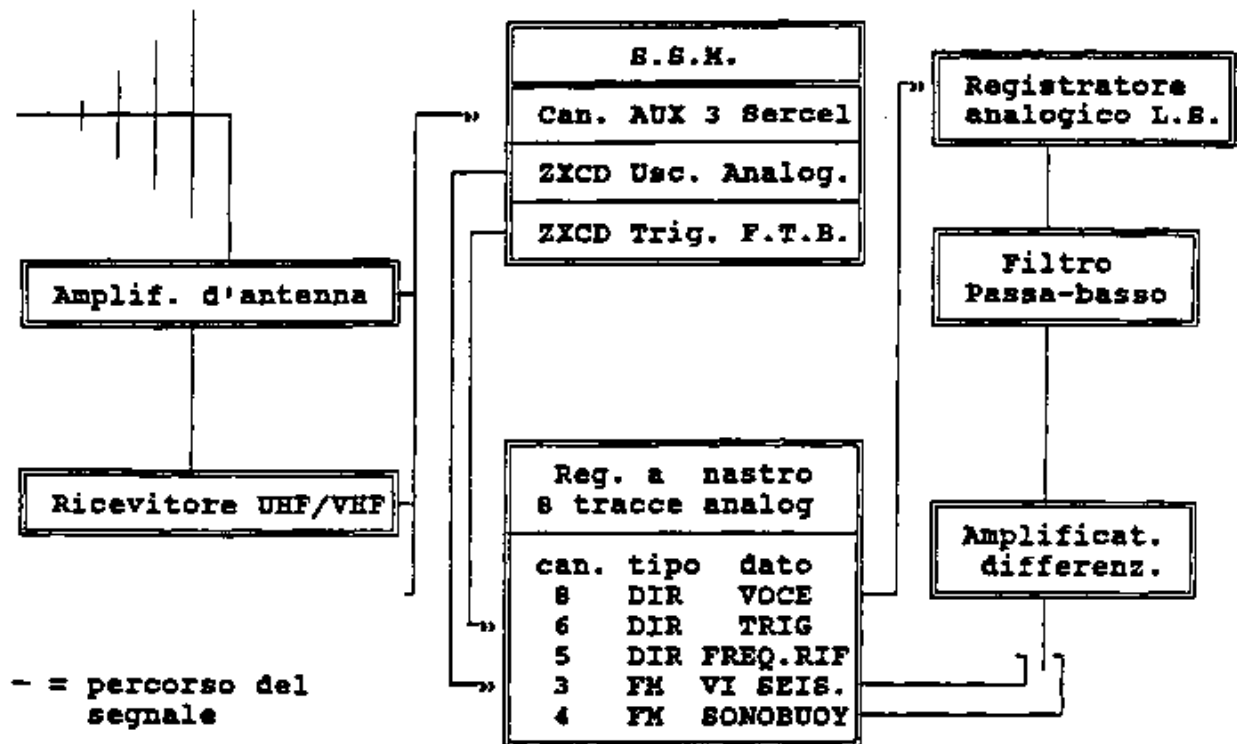 S.S.M.
Can. AUX 3 Sercel
ZXCD Usc. Analog.
ZXCD Trig. F.T.B.
Registratore
analogico L.S.
Filtro
Passa-basso
Amplif. d'antenna
Ricevitore UHF/VHF
Reg. a nastro
8 tracce analog
can. tipo dato
8 DIR VOCE
6 DIR TRIG
5 DIR FREQ.RIF
3 FM VI SEIS.
4 FM SONOBUOY
Amplificat.
differenz.
- = percorso del
segnale